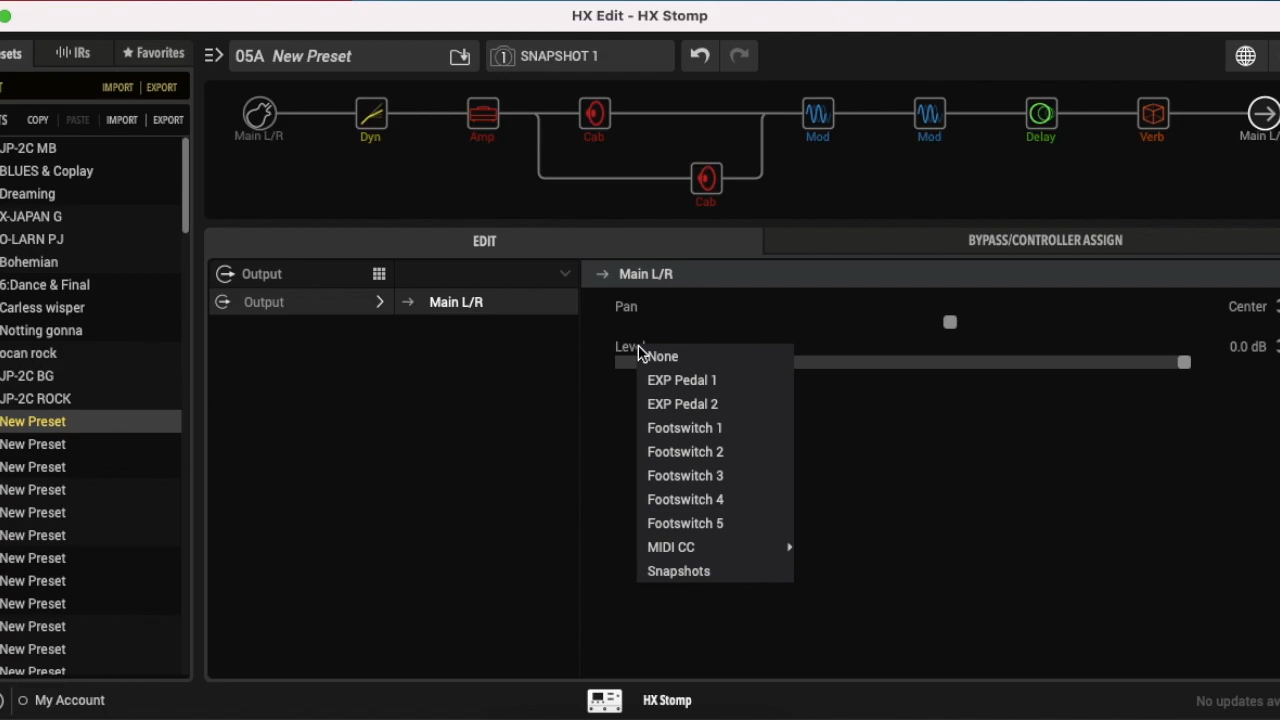 HX Edit - HX Stomp
sets
IRs
Favorites
05A New Preset
1
SNAPSHOT 1
T
IMPORT | EXPORT
TS
COPY
PASTE
IMPORT
EXPORT
Main L/R
Dyn
Amp
Cab
Mod
Mod
Delay
Verb
Main L/
Cab
JP-2C MB
BLUES & Coplay
Dreaming
X-JAPAN G
O-LARN PJ
Bohemian
6:Dance & Final
Carless wisper
Notting gonna
ocan rock
JP-2C BG
JP-2C ROCK
New Preset
New Preset
New Preset
New Preset
New Preset
New Preset
New Preset
New Preset
New Preset
New Preset
New Preset
New Preset
EDIT
BYPASS/CONTROLLER ASSIGN
Output
Output
Main L/R
Main L/R
Pan
Center
Level
0.0 dB
None
EXP Pedal 1
EXP Pedal 2
Footswitch 1
Footswitch 2
Footswitch 3
Footswitch 4
Footswitch 5
MIDI CC
Snapshots
My Account
HX Stomp
No updates av